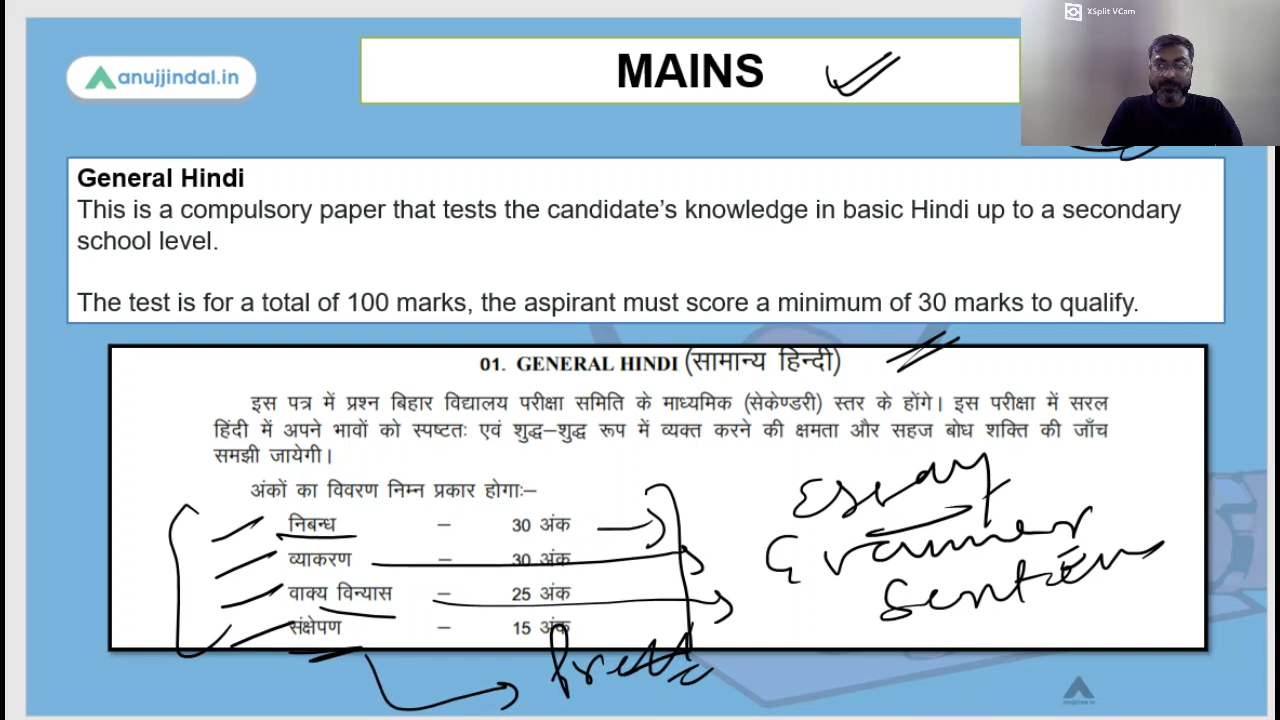 XSplit VCam
anujjindal.in
MAINS
General Hindi
This is a compulsory paper that tests the candidate's knowledge in basic Hindi up to a secondary
school level.
The test is for a total of 100 marks, the aspirant must score a minimum of 30 marks to qualify.
01. GENERAL HINDI (सामान्य हिन्दी)
इस पत्र में प्रश्न बिहार विद्यालय परीक्षा समिति के माध्यमिक (सेकेण्डरी) स्तर के होंगे। इस परीक्षा में सरल
हिंदी में अपने भावों को स्पष्टतः एवं शुद्ध–शुद्ध रूप में व्यक्त करने की क्षमता और सहज बोध शक्ति की जाँच
समझी जायेगी।
अंकों का विवरण निम्न प्रकार होगाः–
निबन्ध – 30 अंक
व्याकरण – 30 अंक
वाक्य विन्यास – 25 अंक
संक्षेपण – 15 अंक
Essay